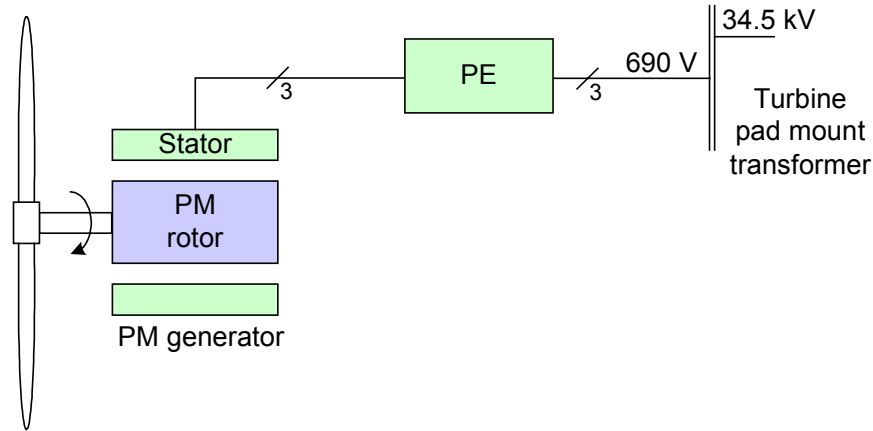 34.5 kV
690 V
PE
3
3
Turbine
pad mount
transformer
Stator
PM
rotor
PM generator